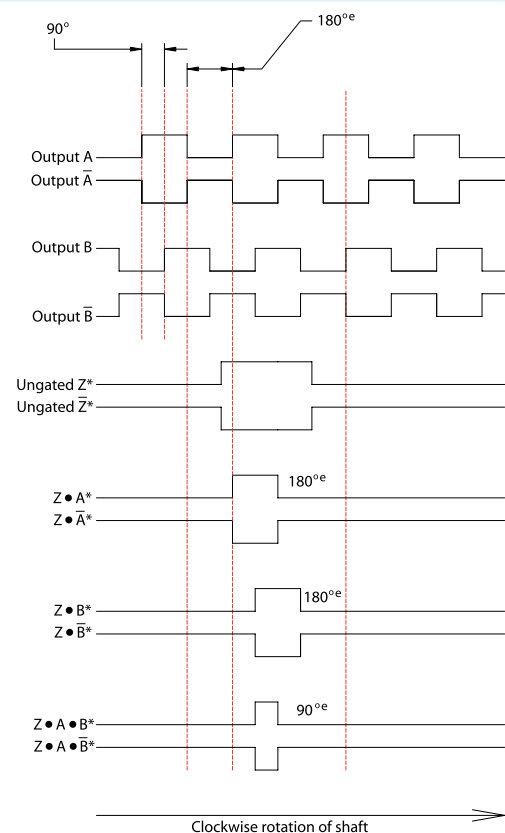 90°
180°e
Output A
Output A̅
Output B
Output B̅
Ungated Z*
Ungated Z̅*
180°e
Z●A*
Z●A̅*
180°e
Z●B*
Z●B̅*
90°e
Z●A●B*
Z●A●B̅*
Clockwise rotation of shaft